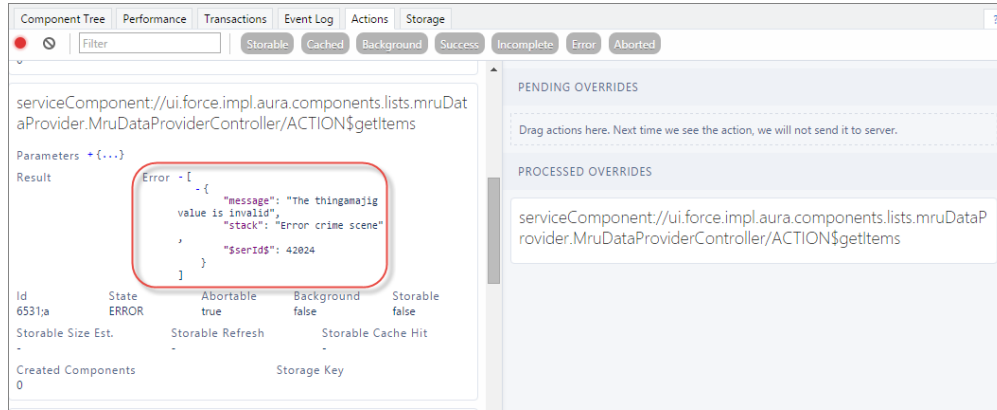 Component Tree Performance Transactions Event Log Actions Storage
Filter Storable Cached Background Success Incomplete Error Aborted
serviceComponent://ui.force.impl.aura.components.lists.mruDat
aProvider.MruDataProviderController/ACTION$getItems
Parameters +{...}
Result Error -[
-{
"message": "The thingamajig
value is invalid",
"stack": "Error crime scene"
,
"$serId$": 42024
}
]
Id State Abortable Background Storable
6531;a ERROR true false false
Storable Size Est. Storable Refresh Storable Cache Hit
- - -
Created Components Storage Key
0
PENDING OVERRIDES
Drag actions here. Next time we see the action, we will not send it to server.
PROCESSED OVERRIDES
serviceComponent://ui.force.impl.aura.components.lists.mruDataP
rovider.MruDataProviderController/ACTION$getItems